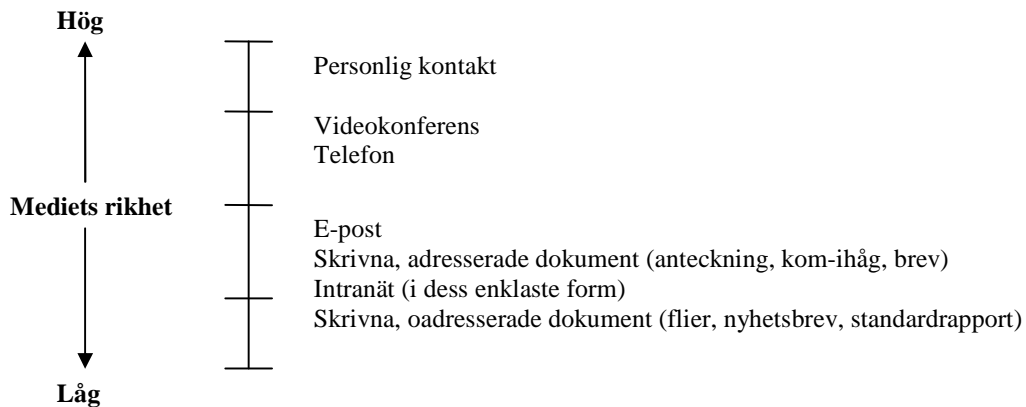 Hög
Personlig kontakt
Videokonferens
Telefon
Mediets rikhet
E-post
Skrivna, adresserade dokument (anteckning, kom-ihåg, brev)
Intranät (i dess enklaste form)
Skrivna, oadresserade dokument (flier, nyhetsbrev, standardrapport)
Låg